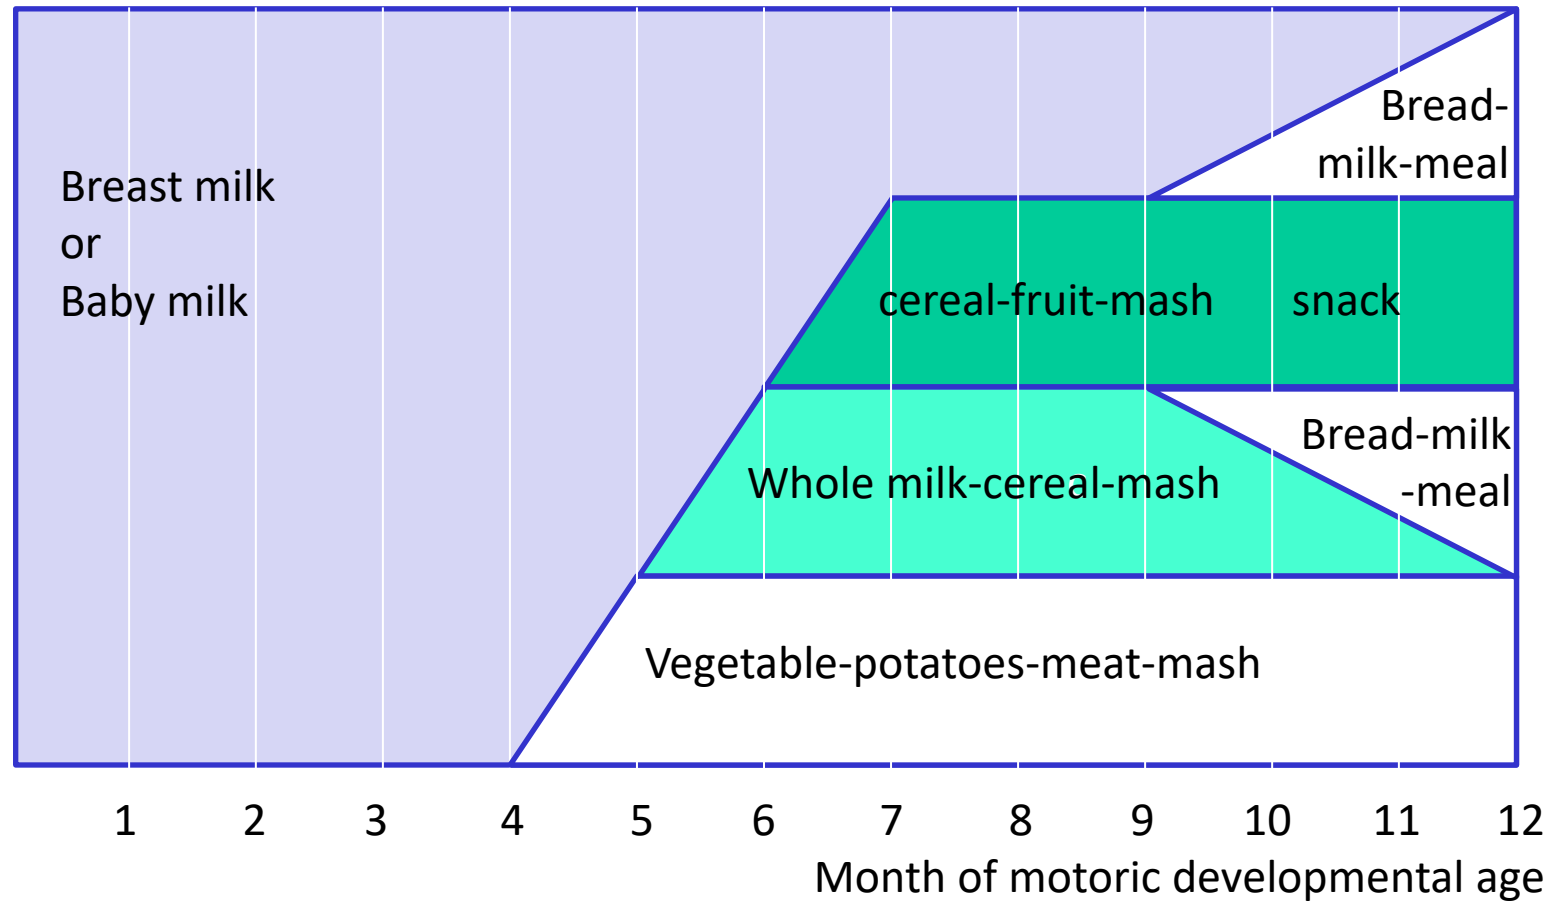 Bread-
milk-meal
Breast milk
or
Baby milk
cereal-fruit-mash snack
Bread-milk
-meal
Whole milk-cereal-mash
Vegetable-potatoes-meat-mash
1 2 3 4 5 6 7 8 9 10 11 12
Month of motoric developmental age